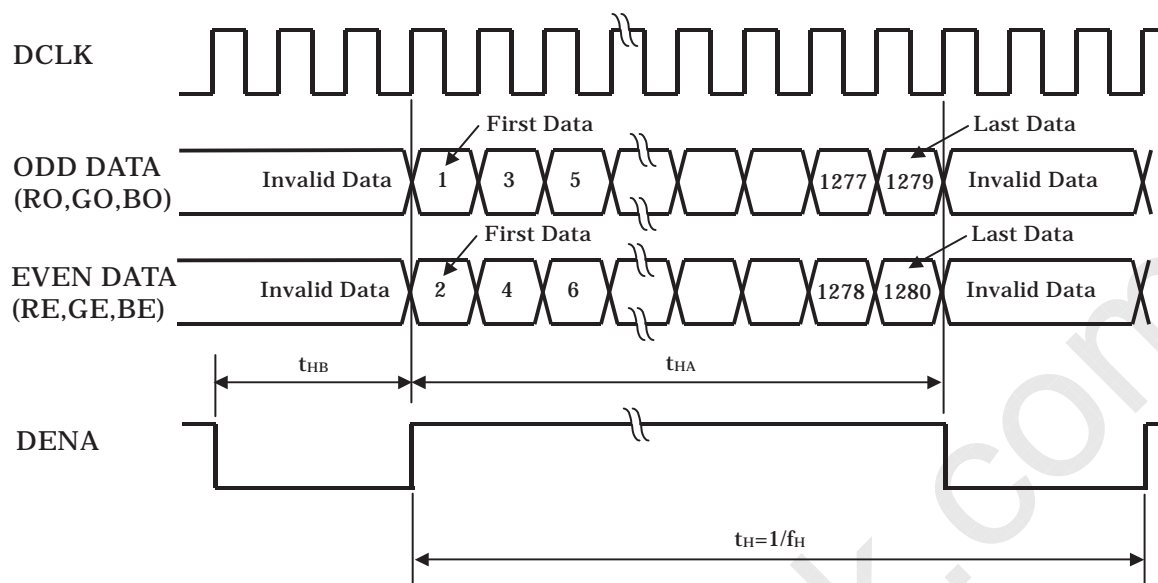 DCLK
First Data
Last Data
ODD DATA
(RO,GO,BO)
Invalid Data 1 3 5 1277 1279 Invalid Data
First Data
Last Data
EVEN DATA
(RE,GE,BE)
Invalid Data 2 4 6 1278 1280 Invalid Data
tHB tHA
DENA
tH=1/fH
k.com